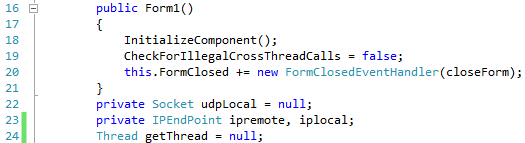 16 public Form1()
17 {
18 InitializeComponent();
19 CheckForIllegalCrossThreadCalls = false;
20 this.FormClosed += new FormClosedEventHandler(closeForm);
21 }
22 private Socket udpLocal = null;
23 private IPEndPoint ipremote, iplocal;
24 Thread getThread = null;